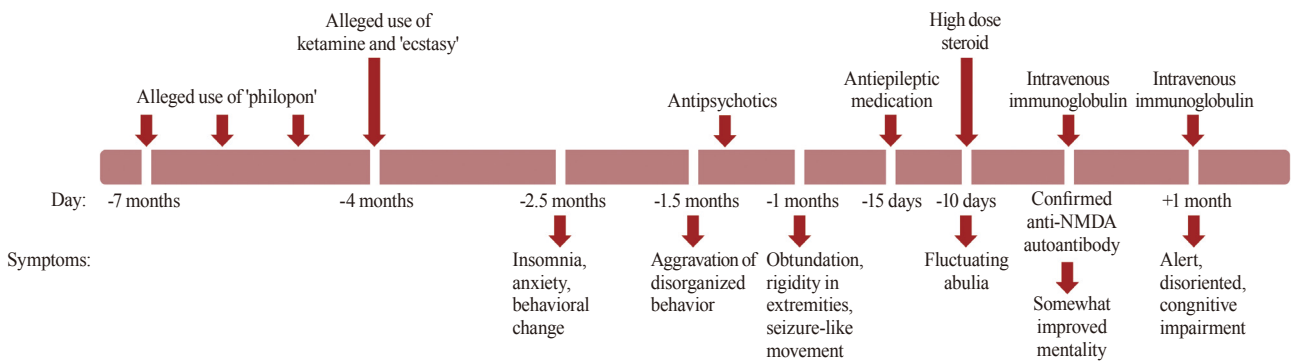 Alleged use of
ketamine and 'ecstasy'
High dose
steroid
Alleged use of 'philopon'
Antipsychotics
Antiepileptic
medication
Intravenous
immunoglobulin
Intravenous
immunoglobulin
Day:
-7 months
-4 months
-2.5 months
-1.5 months
-1 months
-15 days
-10 days
Confirmed
anti-NMDA
autoantibody
+1 month
Symptoms:
Insomnia,
anxiety,
behavioral
change
Aggravation of
disorganized
behavior
Obtundation,
rigidity in
extremities,
seizure-like
movement
Fluctuating
abulia
Somewhat
improved
mentality
Alert,
disoriented,
congnitive
impairment